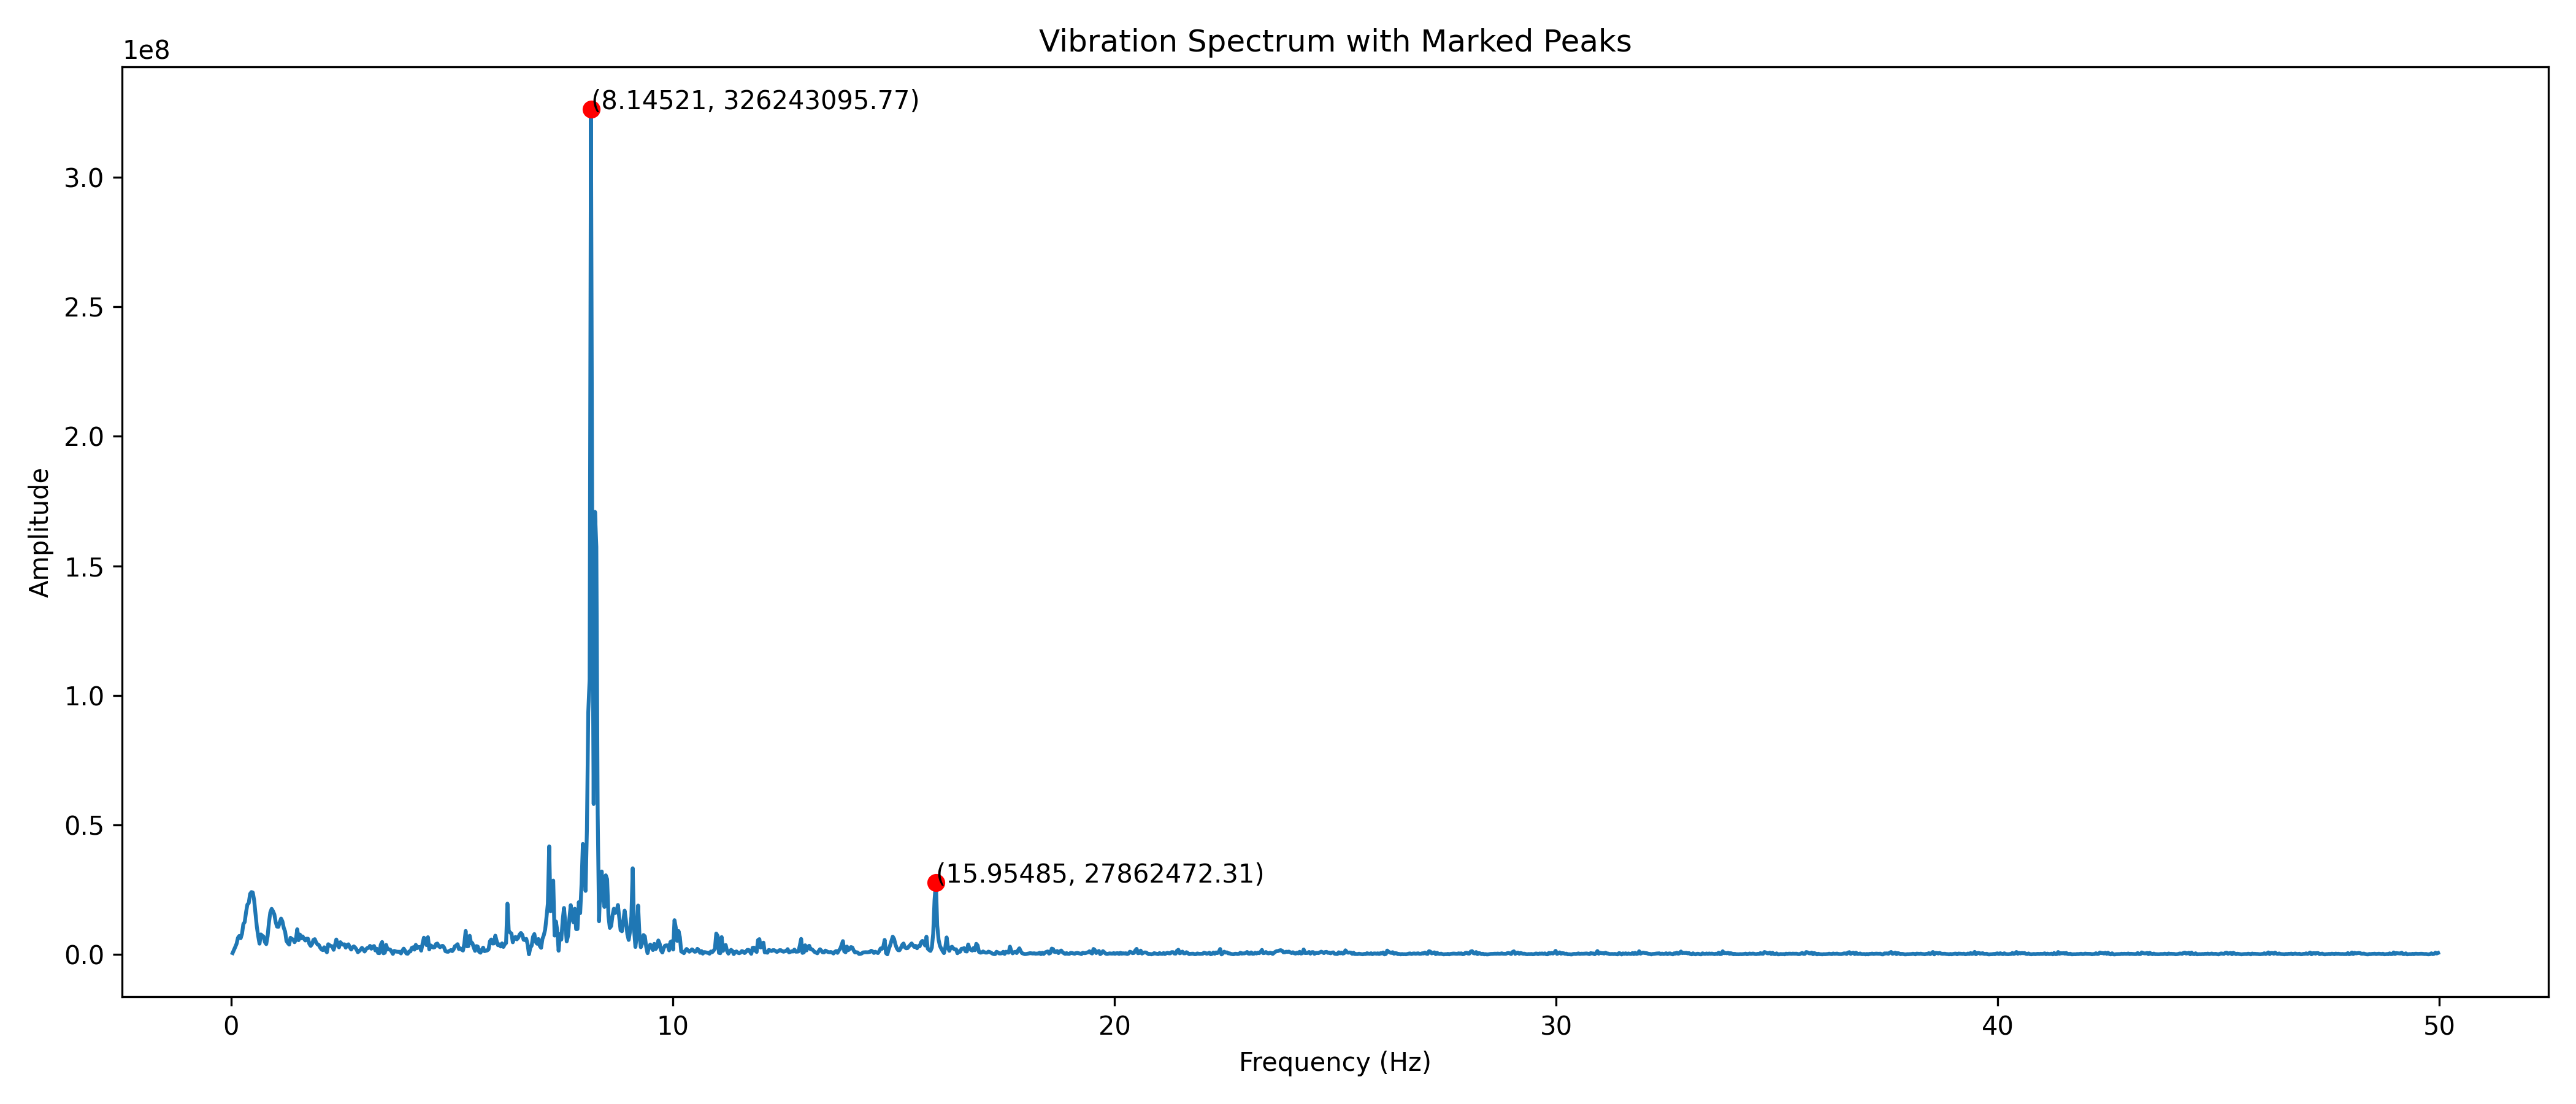 Vibration Spectrum with Marked Peaks
1e8
(8.14521, 326243095.77)
3.0
2.5
2.0
1.5
1.0
0.5
0.0
(15.95485, 27862472.31)
Amplitude
0 10 20 30 40 50
Frequency (Hz)